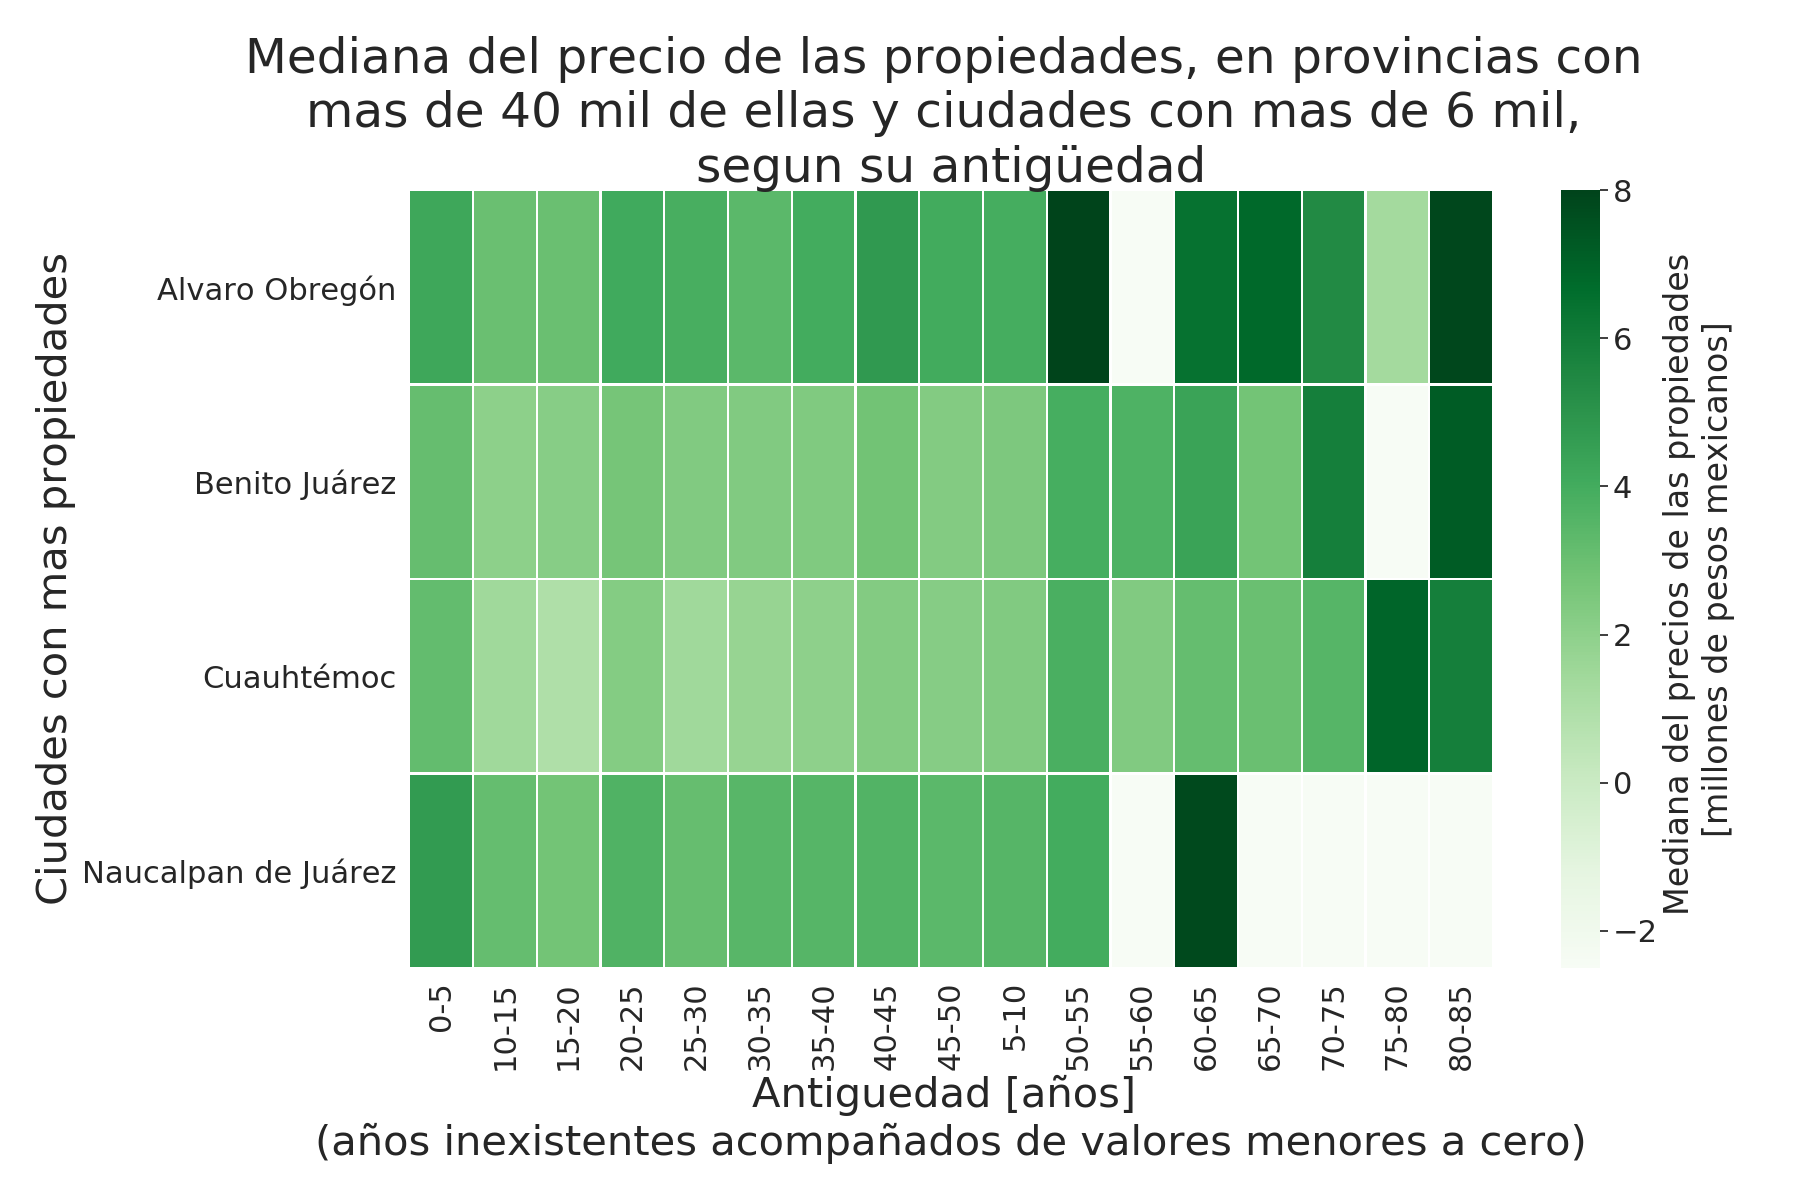 Mediana del precio de las propiedades, en provincias con
mas de 40 mil de ellas y ciudades con mas de 6 mil,
segun su antigüedad
Ciudades con mas propiedades
Alvaro Obregón
Benito Juárez
Cuauhtémoc
Naucalpan de Juárez
0-5 10-15 15-20 20-25 25-30 30-35 35-40 40-45 45-50 5-10 50-55 55-60 60-65 65-70 70-75 75-80 80-85
Antiguedad [años]
(años inexistentes acompañados de valores menores a cero)
8
6
4
2
0
−2
Mediana del precios de las propiedades
[millones de pesos mexicanos]